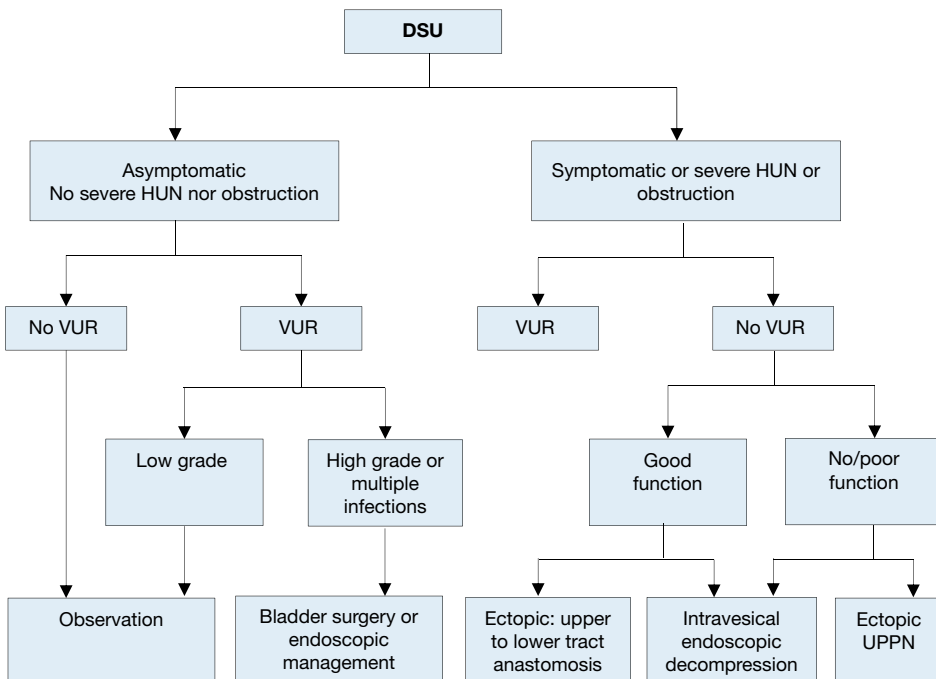 DSU
Asymptomatic
No severe HUN nor obstruction
Symptomatic or severe HUN or
obstruction
No VUR
VUR
VUR
No VUR
Low grade
High grade or
multiple
infections
Good
function
No/poor
function
Observation
Bladder surgery or
endoscopic
management
Ectopic: upper
to lower tract
anastomosis
Intravesical
endoscopic
decompression
Ectopic
UPPN